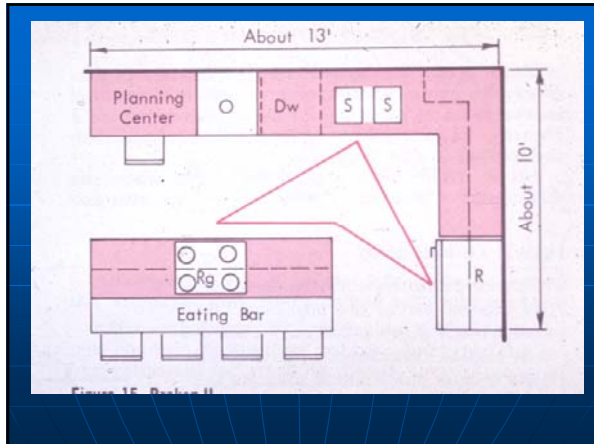 About 13'
Planning
Center
O
Dw
S S
About 10'
R
Rg
Eating Bar